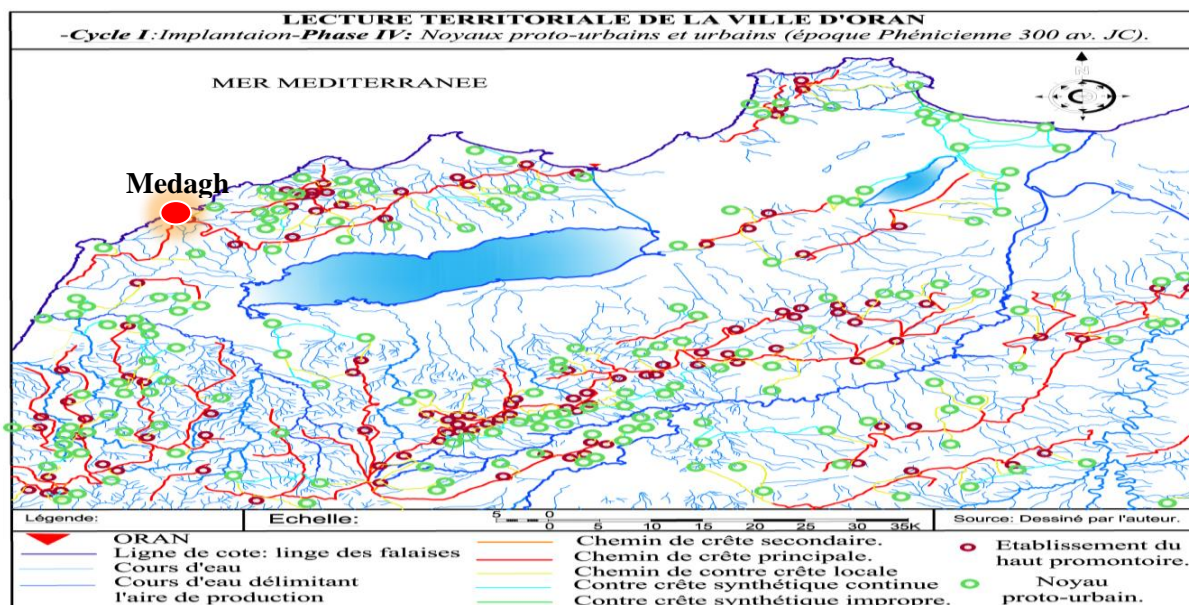 LECTURE TERRITORIALE DE LA VILLE D'ORAN
-Cycle I:Implantaion-Phase IV: Noyaux proto-urbains et urbains (époque Phénicienne 300 av. JC).
MER MEDITERRANEE
N
Medagh
Légende:
Echelle:
5 0 0 5 10 15 20 25 30 35K
Source: Dessiné par l'auteur.
ORAN
Ligne de cote: linge des falaises
Cours d'eau
Cours d'eau délimitant
l'aire de production
Chemin de crête secondaire.
Chemin de crête principale.
Chemin de contre crête locale
Contre crête synthétique continue
Contre crête synthétique impropre.
Etablissement du
haut promontoire.
Noyau
proto-urbain.